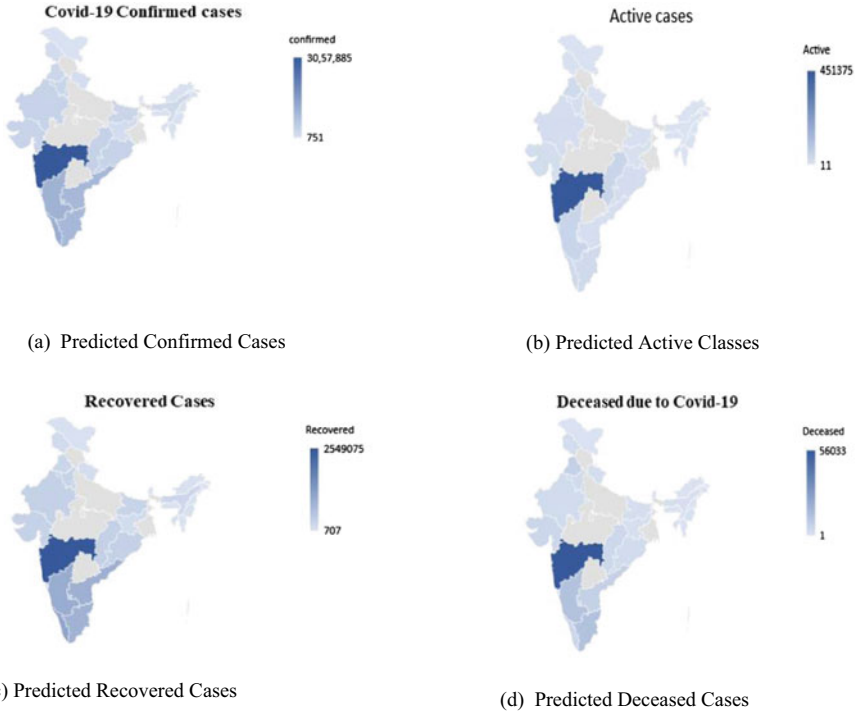 Covid-19 Confirmed cases
confirmed
30,57,885
751
Active cases
Active
451375
11
(a) Predicted Confirmed Cases
(b) Predicted Active Classes
Recovered Cases
Recovered
2549075
707
Deceased due to Covid-19
Deceased
56033
1
) Predicted Recovered Cases
(d) Predicted Deceased Cases